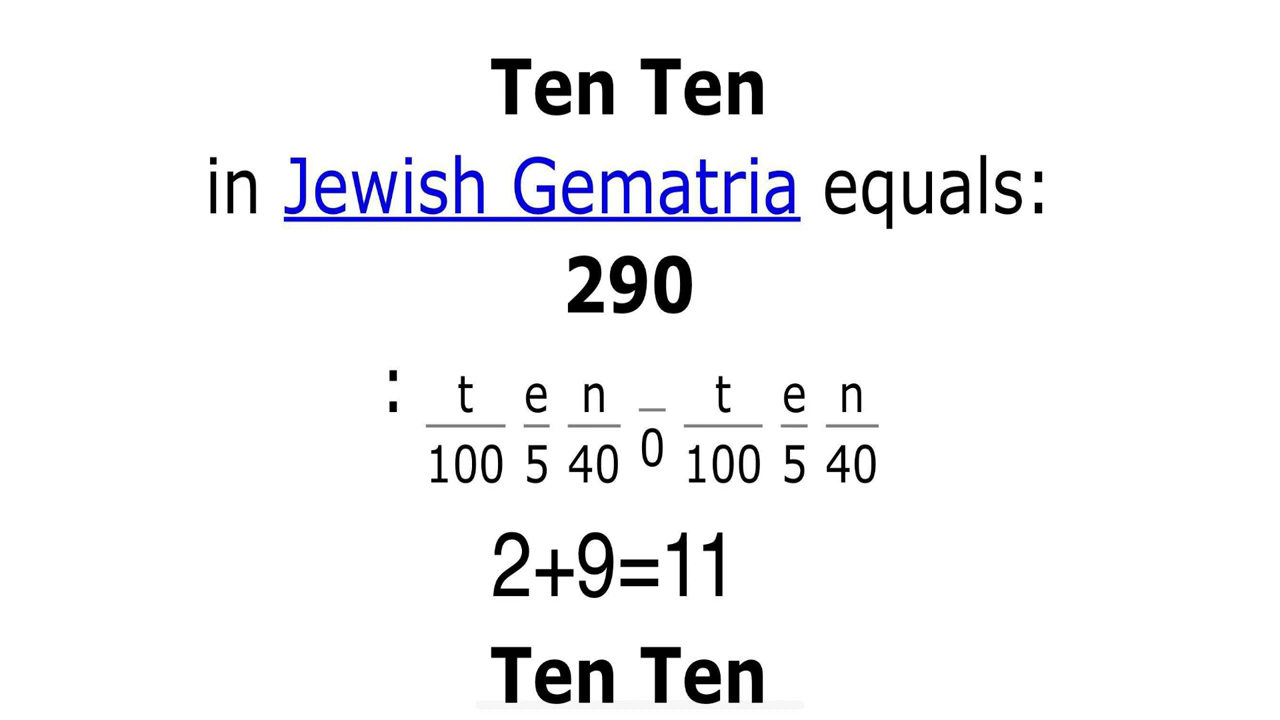 Ten Ten
in Jewish Gematria equals:
290
: t e n _ t e n
100 5 40 0 100 5 40
2+9=11
Ten Ten